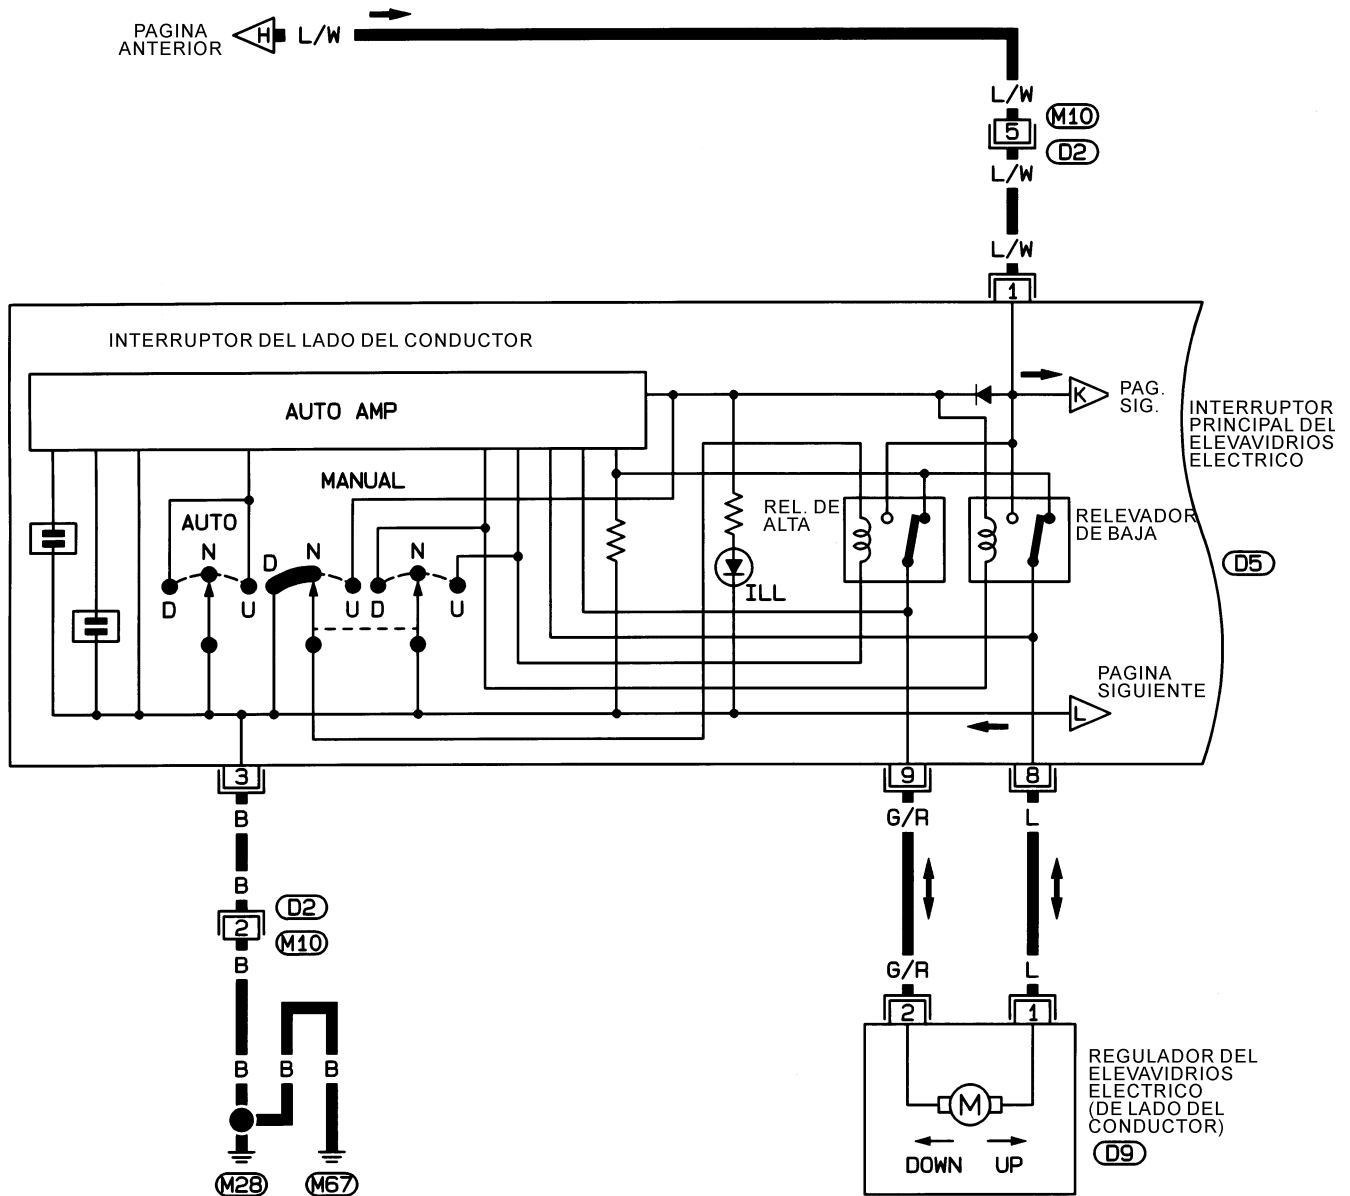 PAGINA
ANTERIOR
H
L/W
L/W
5
M10
D2
L/W
L/W
1
INTERRUPTOR DEL LADO DEL CONDUCTOR
AUTO AMP
K
PAG.
SIG.
INTERRUPTOR
PRINCIPAL DEL
ELEVAVIDRIOS
ELECTRICO
MANUAL
AUTO
REL. DE
ALTA
RELEVADOR
DE BAJA
D5
N
D
N
N
D
U
U
D
U
ILL
PAGINA
SIGUIENTE
L
3
9
8
B
G/R
L
B
D2
2
M10
B
G/R
L
2
1
B
B
B
M
DOWN
UP
REGULADOR DEL
ELEVAVIDRIOS
ELECTRICO
(DE LADO DEL
CONDUCTOR)
D9
M28
M67